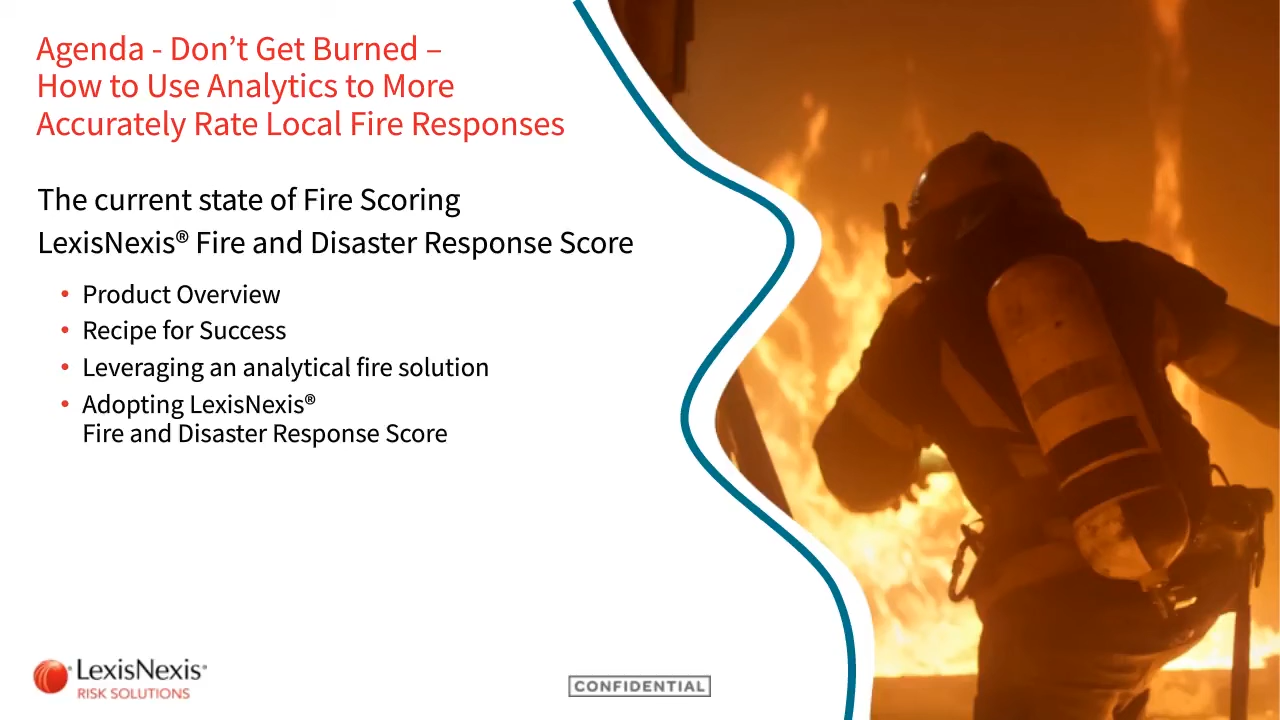 Agenda - Don’t Get Burned –
How to Use Analytics to More
Accurately Rate Local Fire Responses
The current state of Fire Scoring
LexisNexis® Fire and Disaster Response Score
• Product Overview
• Recipe for Success
• Leveraging an analytical fire solution
• Adopting LexisNexis®
Fire and Disaster Response Score
LexisNexis®
RISK SOLUTIONS
CONFIDENTIAL